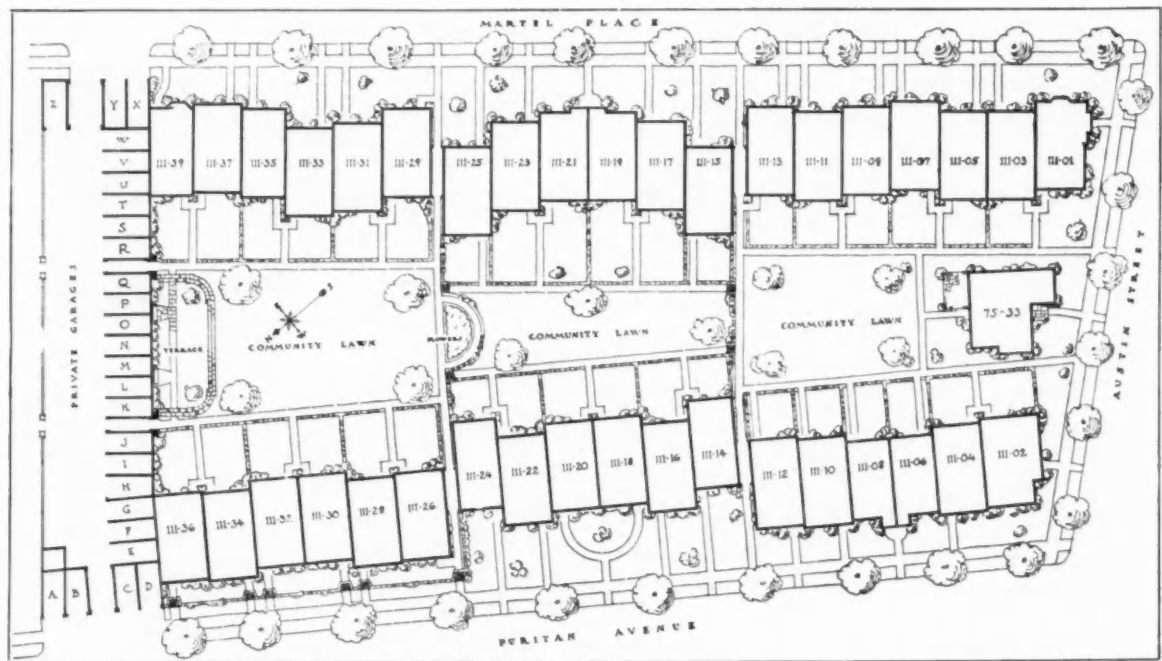 MARTEL PLACE
Z
Y X
W
V
U
T
S
R
Q
P
O
N
M
L
K
J
I
H
G
F
E
A B C D
PRIVATE GARAGES
111-39 111-37 111-35 111-33 111-31 111-29
111-25 111-23 111-21 111-19 111-17 111-15
111-13 111-11 111-09 111-07 111-05 111-03 111-01
TERRACE
COMMUNITY LAWN
FLOWERS
COMMUNITY LAWN
COMMUNITY LAWN
75-33
AUSTIN STREET
111-36 111-34 111-32 111-30 111-28 111-26
111-24 111-22 111-20 111-18 111-16 111-14
111-12 111-10 111-08 111-06 111-04 111-02
PURITAN AVENUE